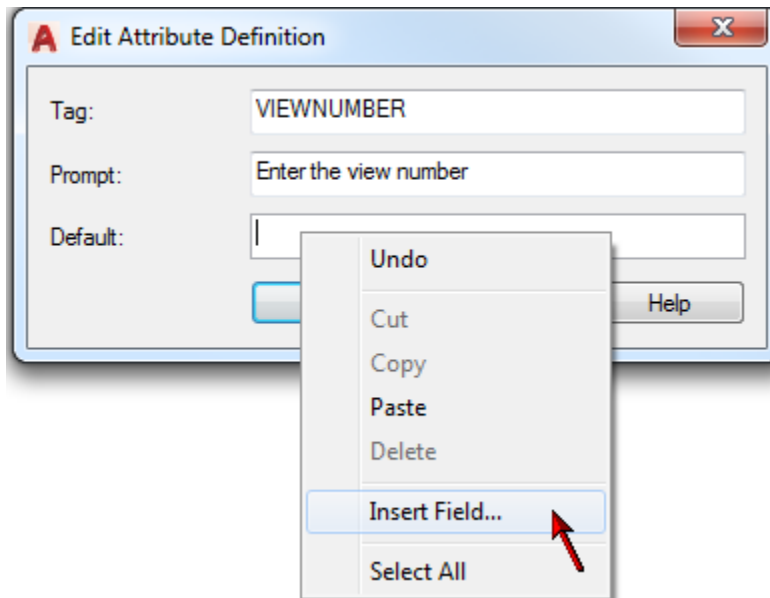 Edit Attribute Definition
Tag: VIEWNUMBER
Prompt: Enter the view number
Default:
Help
Undo
Cut
Copy
Paste
Delete
Insert Field...
Select All